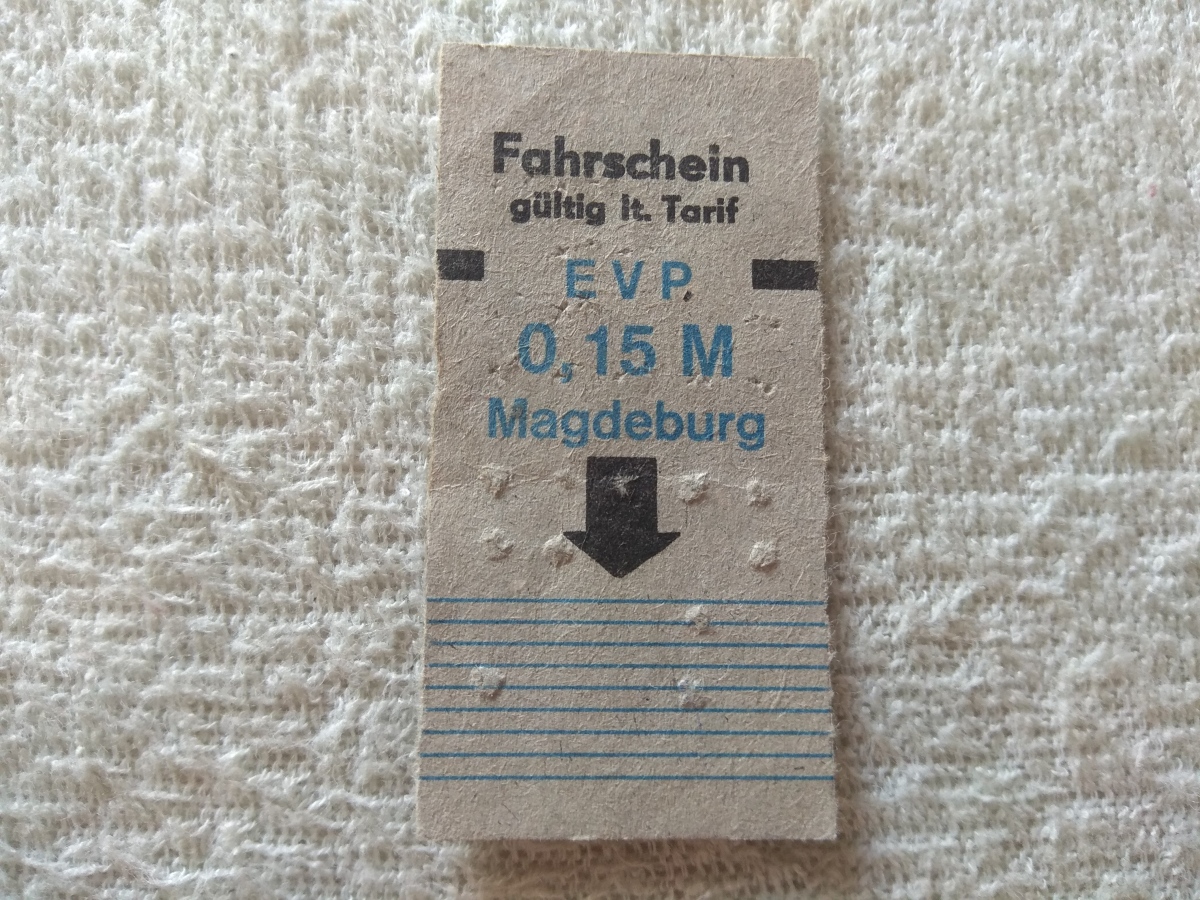 Fahrschein
gültig lt. Tarif
EVP
0,15 M
Magdeburg